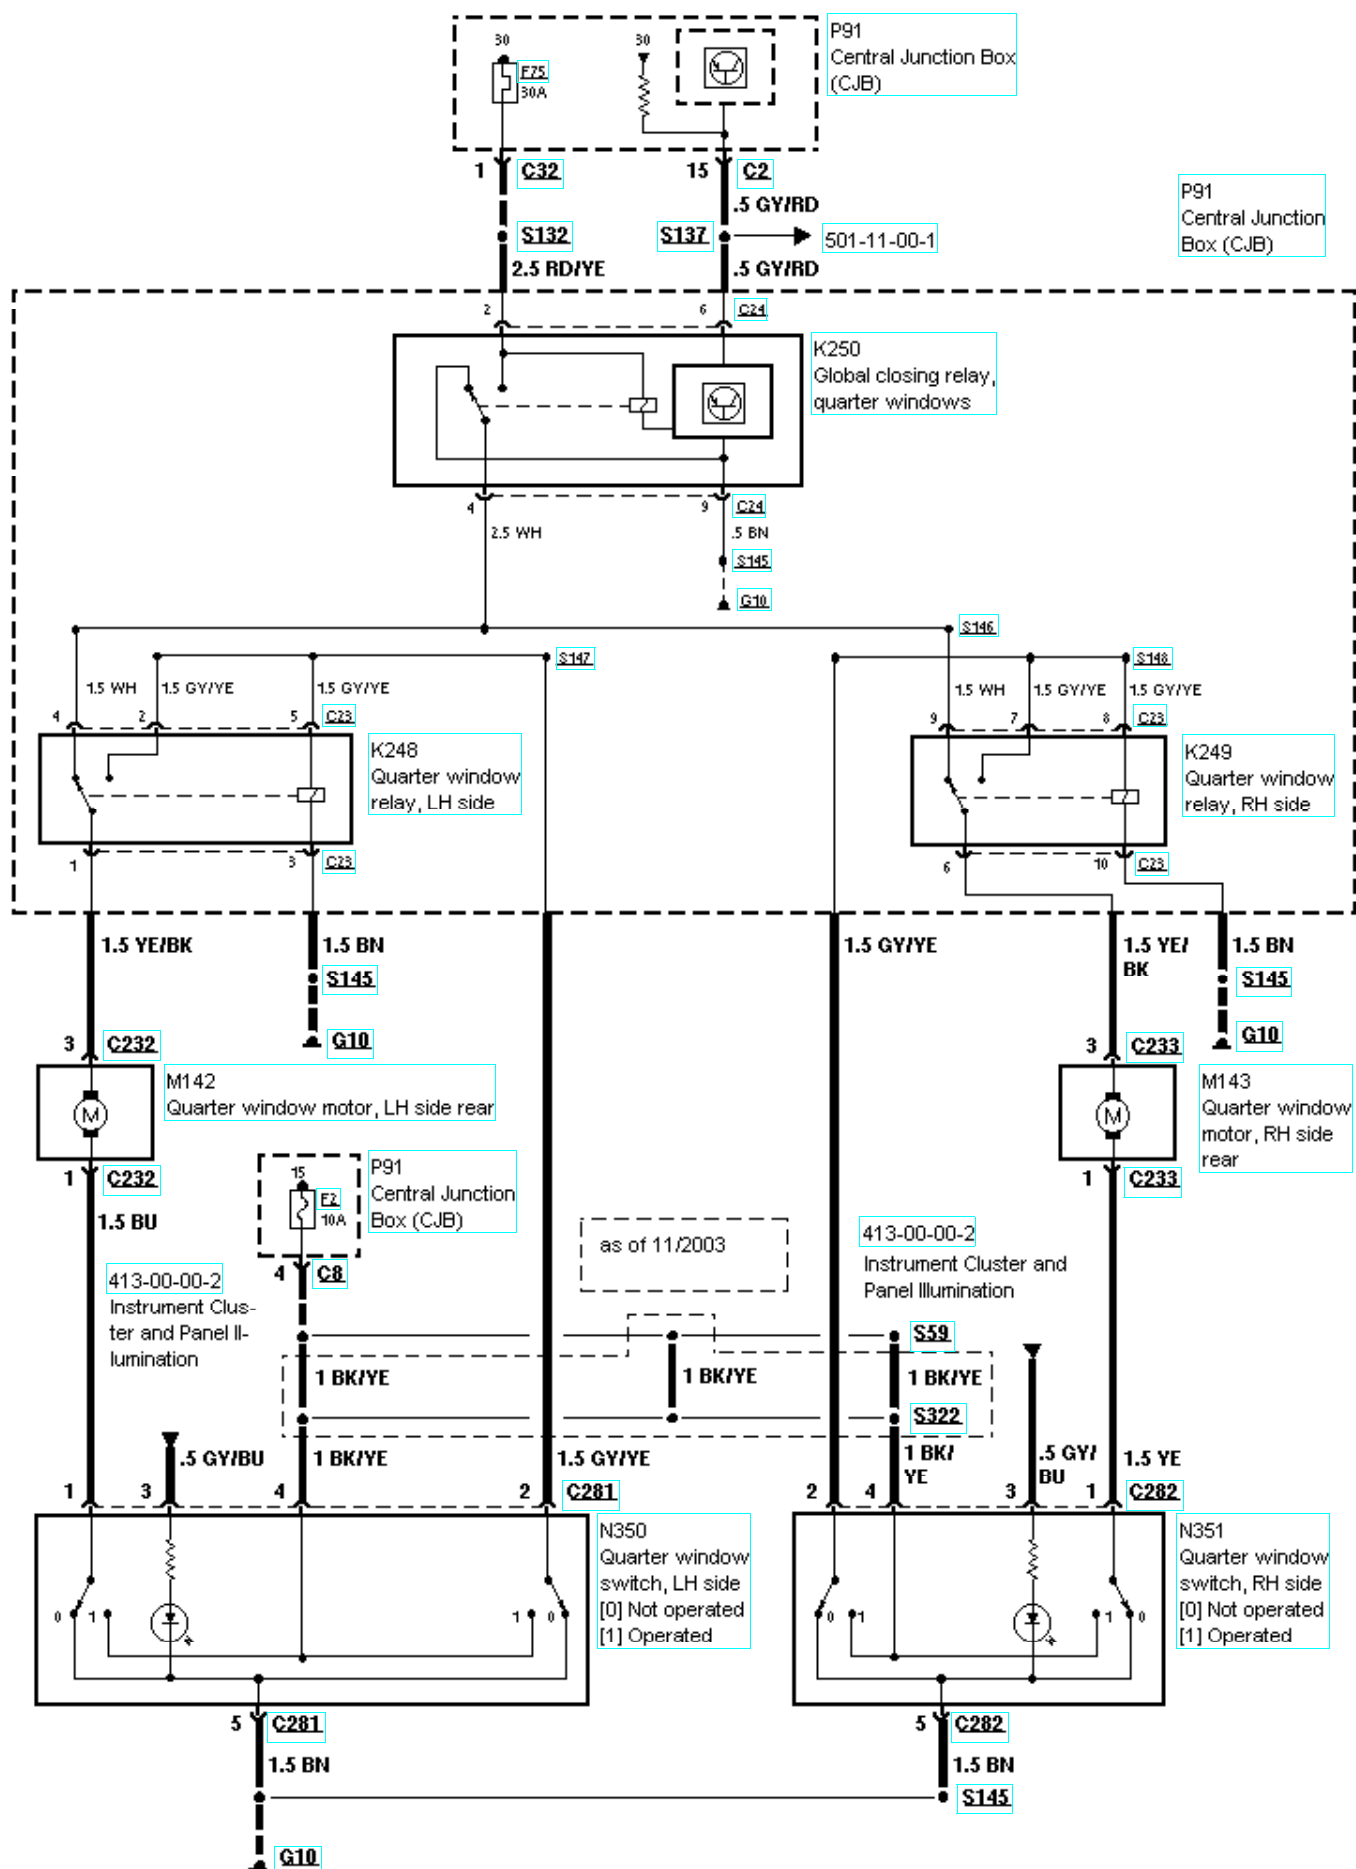 P91
Central Junction Box
(CJB)
30
F75
30A
30
1
C32
15
C2
.5 GY/RD
S132
S137
501-11-00-1
2.5 RD/YE
.5 GY/RD
P91
Central Junction
Box (CJB)
2
6
C24
K250
Global closing relay,
quarter windows
4
9
C24
2.5 WH
.5 BN
S145
G10
S146
S147
S148
1.5 WH
1.5 GY/YE
1.5 GY/YE
1.5 WH
1.5 GY/YE
1.5 GY/YE
4
2
5
C23
9
7
8
C23
K248
Quarter window
relay, LH side
K249
Quarter window
relay, RH side
1
3
C23
6
10
C23
1.5 YE/BK
1.5 BN
S145
G10
1.5 GY/YE
1.5 YE/
BK
1.5 BN
S145
G10
3
C232
3
C233
M142
Quarter window motor, LH side rear
M
M143
Quarter window
motor, RH side
rear
M
1
C232
1
C233
1.5 BU
15
F2
10A
P91
Central Junction
Box (CJB)
4
C8
as of 11/2003
413-00-00-2
Instrument Cluster and
Panel Illumination
413-00-00-2
Instrument Clus-
ter and Panel Il-
lumination
S59
1 BK/YE
1 BK/YE
1 BK/YE
S322
.5 GY/BU
1 BK/YE
1.5 GY/YE
1 BK/
YE
.5 GY/
BU
1.5 YE
1
3
4
2
C281
2
4
3
1
C282
N350
Quarter window
switch, LH side
[0] Not operated
[1] Operated
0
1
1
0
N351
Quarter window
switch, RH side
[0] Not operated
[1] Operated
0
1
1
0
5
C281
5
C282
1.5 BN
1.5 BN
S145
G10